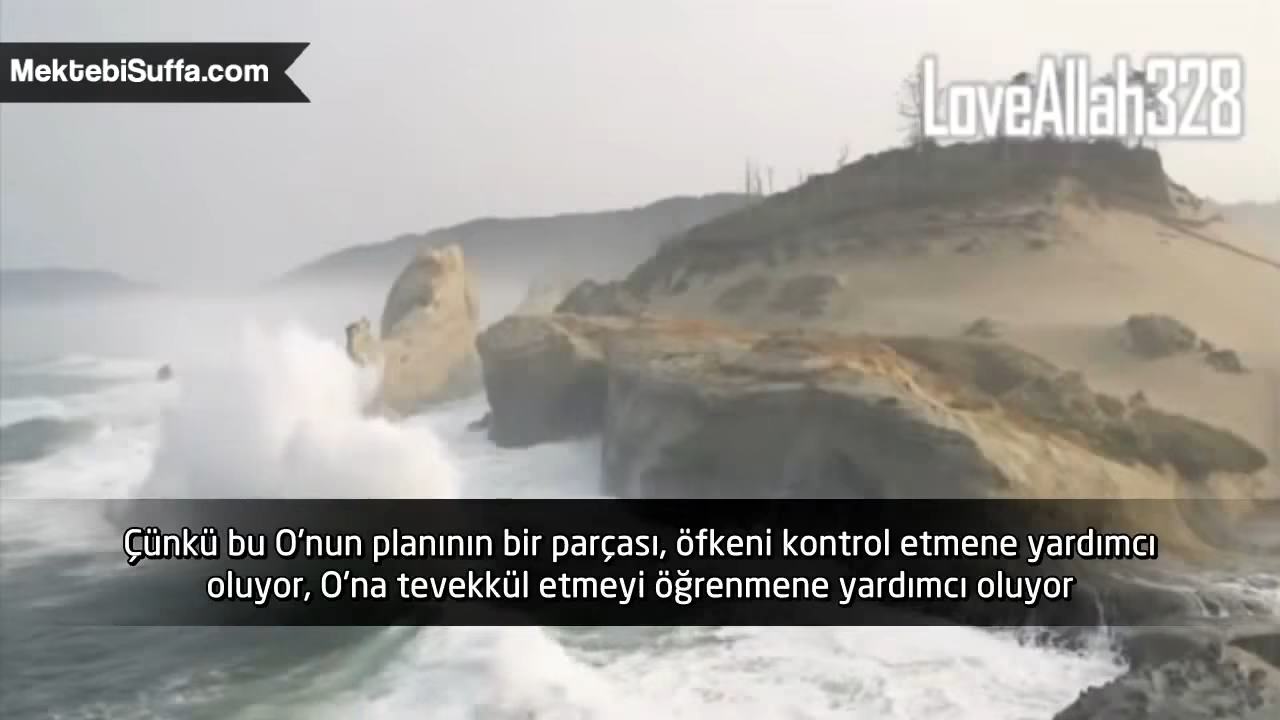 MektebiSuffa.com
LoveAllah328
Çünkü bu O'nun planının bir parçası, öfkeni kontrol etmene yardımcı
oluyor, O'na tevekkül etmeyi öğrenmene yardımcı oluyor